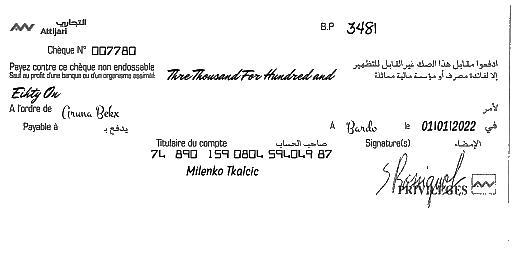 التجاري
Attijari
B.P 3481
Chèque N° 007780
Payez contre ce chèque non endossable
ادفعوا مقابل هذا الصك غير القابل للتظهير
Sauf au profit d'une banque ou d'un organisme assimilé
Thre Thousand For Hundred and
إلا لفائدة مصرف أو مؤسسة مالية مماثلة
Eihty On
A l'ordre de Aruna Bekx
لأمر
Payable à
يدفع بـ
A Bardo le 01/01/2022 في
Titulaire du compte صاحب الحساب
Signature(s) الإمضاء
74 890 159 0804 594049 87
Milenko Tkalcic
PRIVILEGES